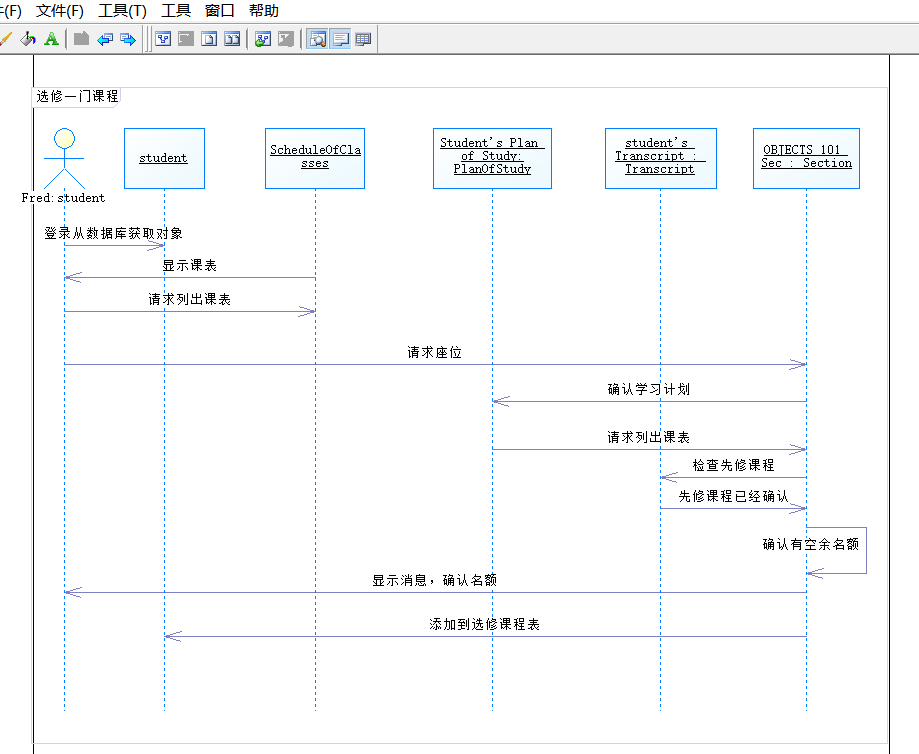 F(F) 文件(F) 工具(T) 工具 窗口 帮助
选修一门课程
Fred:student
student
ScheduleOfCla
sses
Student's Plan
of Study:
PlanOfStudy
student's
Transcript :
Transcript
OBJECTS 101
Sec : Section
登录从数据库获取对象
显示课表
请求列出课表
请求座位
确认学习计划
请求列出课表
检查先修课程
先修课程已经确认
确认有空余名额
显示消息，确认名额
添加到选修课程表